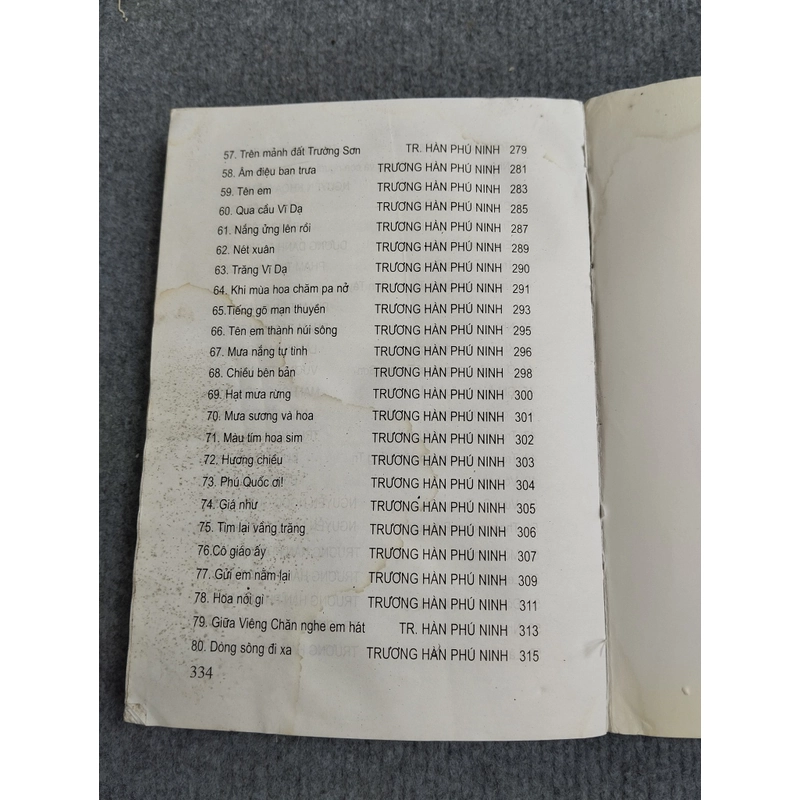 57. Trên mảnh đất Trường Sơn TR. HÀN PHÚ NINH 279
58. Âm điệu ban trưa TRƯƠNG HÀN PHÚ NINH 281
59. Tên em TRƯƠNG HÀN PHÚ NINH 283
60. Qua cầu Vĩ Dạ TRƯƠNG HÀN PHÚ NINH 285
61. Nắng ửng lên rồi TRƯƠNG HÀN PHÚ NINH 287
62. Nét xuân TRƯƠNG HÀN PHÚ NINH 289
63. Trăng Vĩ Dạ TRƯƠNG HÀN PHÚ NINH 290
64. Khi mùa hoa chăm pa nở TRƯƠNG HÀN PHÚ NINH 291
65.Tiếng gõ mạn thuyền TRƯƠNG HÀN PHÚ NINH 293
66. Tên em thành núi sông TRƯƠNG HÀN PHÚ NINH 295
67. Mưa nắng tự tình TRƯƠNG HÀN PHÚ NINH 296
68. Chiều bên bản TRƯƠNG HÀN PHÚ NINH 298
69. Hạt mưa rừng TRƯƠNG HÀN PHÚ NINH 300
70. Mưa sương và hoa TRƯƠNG HÀN PHÚ NINH 301
71. Màu tím hoa sim TRƯƠNG HÀN PHÚ NINH 302
72. Hương chiều TRƯƠNG HÀN PHÚ NINH 303
73. Phú Quốc ơi! TRƯƠNG HÀN PHÚ NINH 304
74. Giá như TRƯƠNG HÀN PHÚ NINH 305
75. Tìm lại vầng trăng TRƯƠNG HÀN PHÚ NINH 306
76.Cô giáo ấy TRƯƠNG HÀN PHÚ NINH 307
77. Gửi em nắm lại TRƯƠNG HÀN PHÚ NINH 309
78. Hoa nói gì TRƯƠNG HÀN PHÚ NINH 311
79. Giữa Viêng Chăn nghe em hát TR. HÀN PHÚ NINH 313
80. Dòng sông đi xa TRƯƠNG HÀN PHÚ NINH 315
334